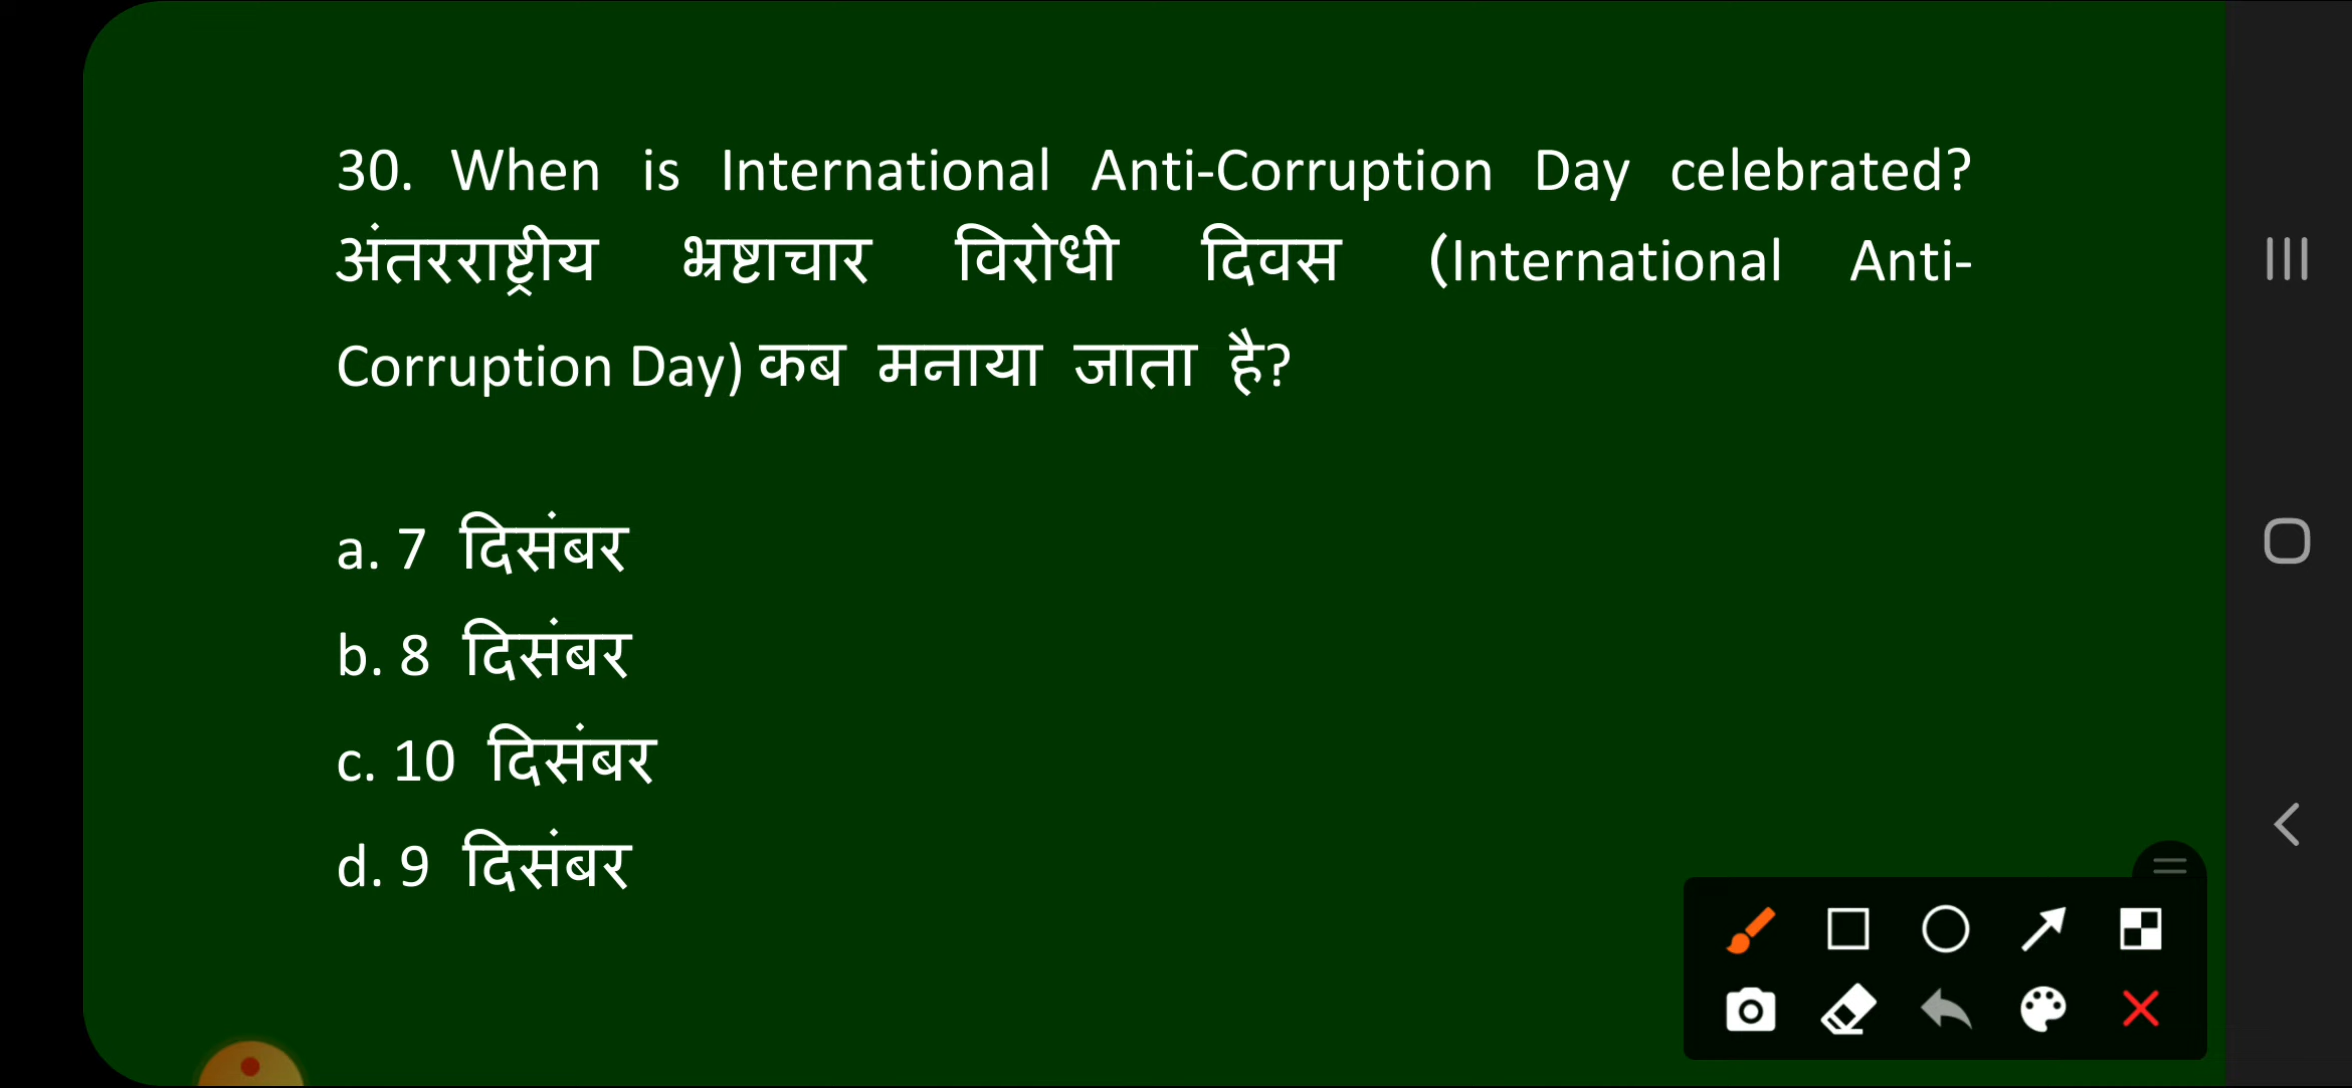 30. When is International Anti-Corruption Day celebrated?
अंतरराष्ट्रीय भ्रष्टाचार विरोधी दिवस (International Anti-
Corruption Day) कब मनाया जाता है?
a. 7 दिसंबर
b. 8 दिसंबर
c. 10 दिसंबर
d. 9 दिसंबर